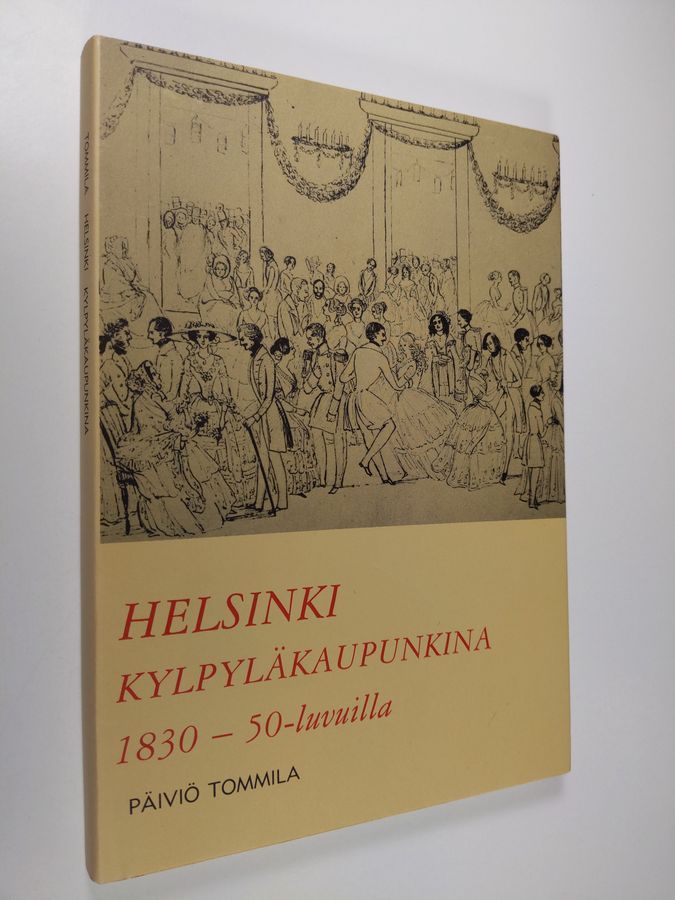 TOMMILA HELSINKI KYLPYLÄKAUPUNKINA
HELSINKI
KYLPYLÄKAUPUNKINA
1830 – 50-luvuilla
PÄIVIÖ TOMMILA